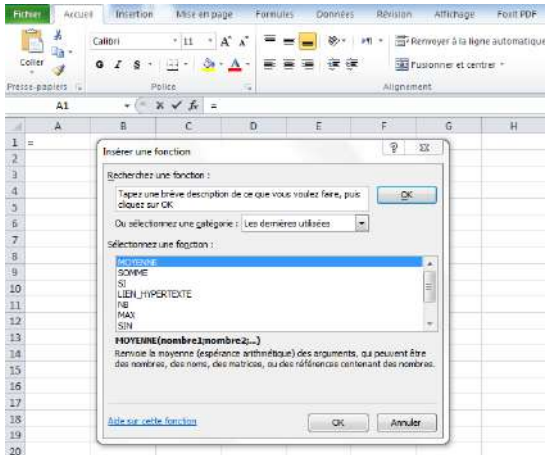 Fichier Accueil Insertion Mise en page Formules Données Révision Affichage Foxit PDF
Calibri 11 A A Renvoyer à la ligne automatique
Coller G I S A Fusionner et centrer
Presse-papiers Police Alignement
A1 fx =
A B C D E F G H
1 =
2
3
4
5
6
7
8
9
10
11
12
13
14
15
16
17
18
19
20
Insérer une fonction
Recherchez une fonction :
Tapez une brève description de ce que vous voulez faire, puis
cliquez sur OK
OK
Ou sélectionnez une catégorie : Les dernières utilisées
Sélectionnez une fonction :
MOYENNE
SOMME
SI
LIEN_HYPERTEXTE
NB
MAX
SIN
MOYENNE(nombre1;nombre2;...)
Renvoie la moyenne (espérance arithmétique) des arguments, qui peuvent être
des nombres, des noms, des matrices, ou des références contenant des nombres.
Aide sur cette fonction OK Annuler